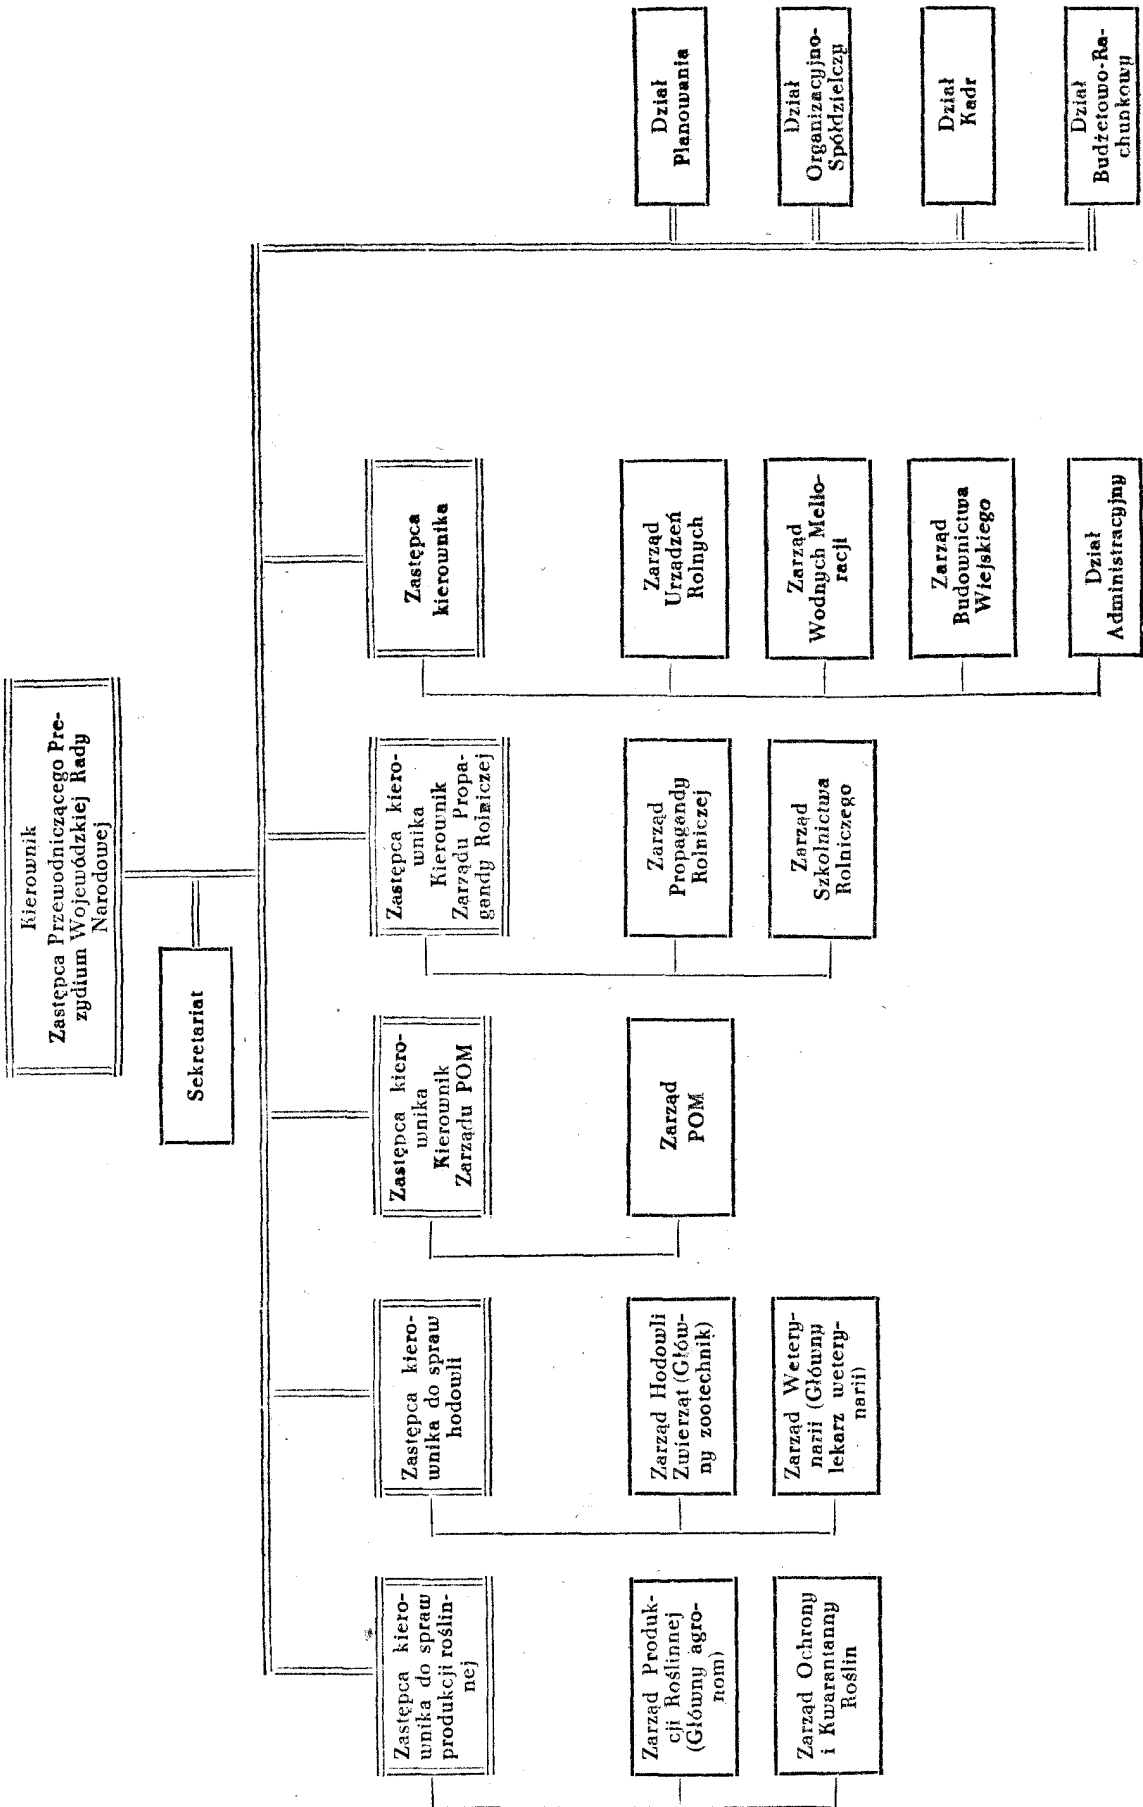 Kierownik
Zastępca Przewodniczącego Pre-
zydium Wojewódzkiej Rady
Narodowej
Sekretariat
Zastępca kiero-
wnika do spraw
produkcji roślin-
nej
Zarząd Produk-
cji Roślinnej
(Główny agro-
nom)
Zarząd Ochrony
i Kwarantanny
Roślin
Zastępca kiero-
wnika do spraw
hodowli
Zarząd Hodowli
Zwierząt (Głów-
ny zootechnik)
Zarząd Wetery-
narii (Główny
lekarz wetery-
narii)
Zastępca kiero-
wnika
Kierownik
Zarządu POM
Zarząd
POM
Zastępca kiero-
wnika
Kierownik
Zarządu Propa-
gandy Rolniczej
Zarząd
Propagandy
Rolniczej
Zarząd
Szkolnictwa
Rolniczego
Zastępca
kierownika
Zarząd
Urządzeń
Rolnych
Zarząd
Wodnych Melio-
racji
Zarząd
Budownictwa
Wiejskiego
Dział
Administracyjny
Dział
Planowania
Dział
Organizacyjno-
Spółdzielczy
Dział
Kadr
Dział
Budżetowo-Ra-
chunkowy